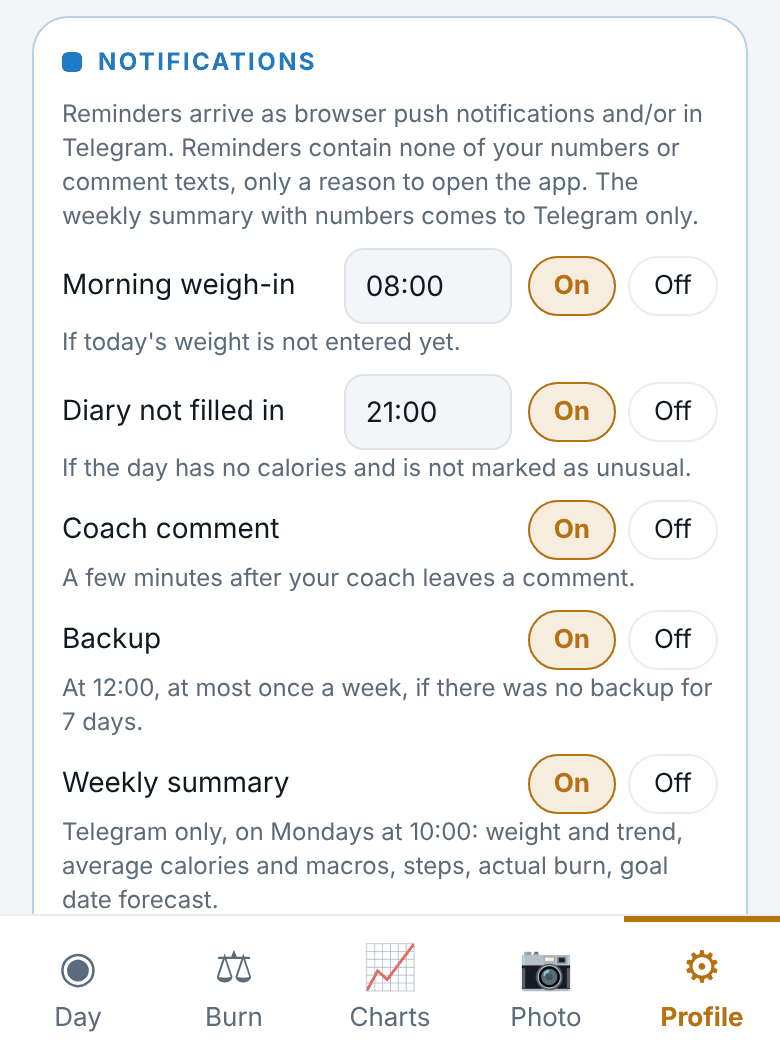 NOTIFICATIONS
Reminders arrive as browser push notifications and/or in
Telegram. Reminders contain none of your numbers or
comment texts, only a reason to open the app. The
weekly summary with numbers comes to Telegram only.
Morning weigh-in 08:00 On Off
If today's weight is not entered yet.
Diary not filled in 21:00 On Off
If the day has no calories and is not marked as unusual.
Coach comment On Off
A few minutes after your coach leaves a comment.
Backup On Off
At 12:00, at most once a week, if there was no backup for
7 days.
Weekly summary On Off
Telegram only, on Mondays at 10:00: weight and trend,
average calories and macros, steps, actual burn, goal
date forecast.
Day Burn Charts Photo Profile